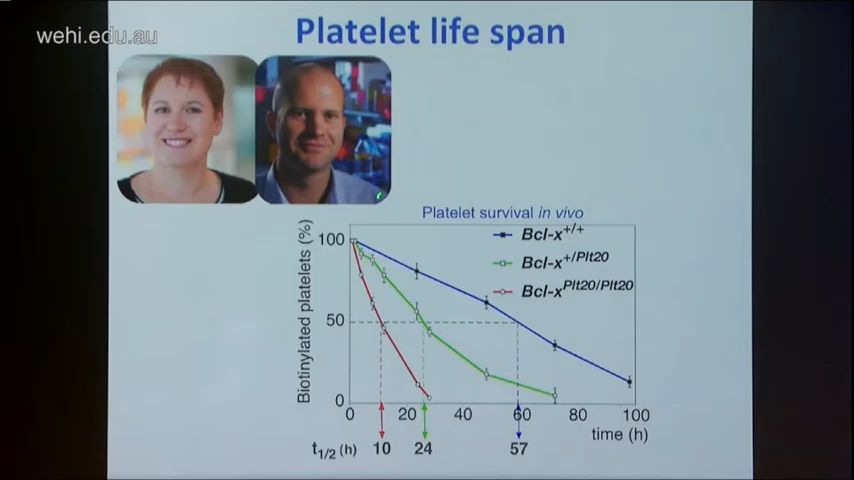 wehi.edu.au
Platelet life span
Platelet survival in vivo
Bcl-x+/+
Bcl-x+/Plt20
Bcl-xPlt20/Plt20
Biotinylated platelets (%)
100
50
0
0 20 40 60 80 100
time (h)
t1/2 (h) 10 24 57